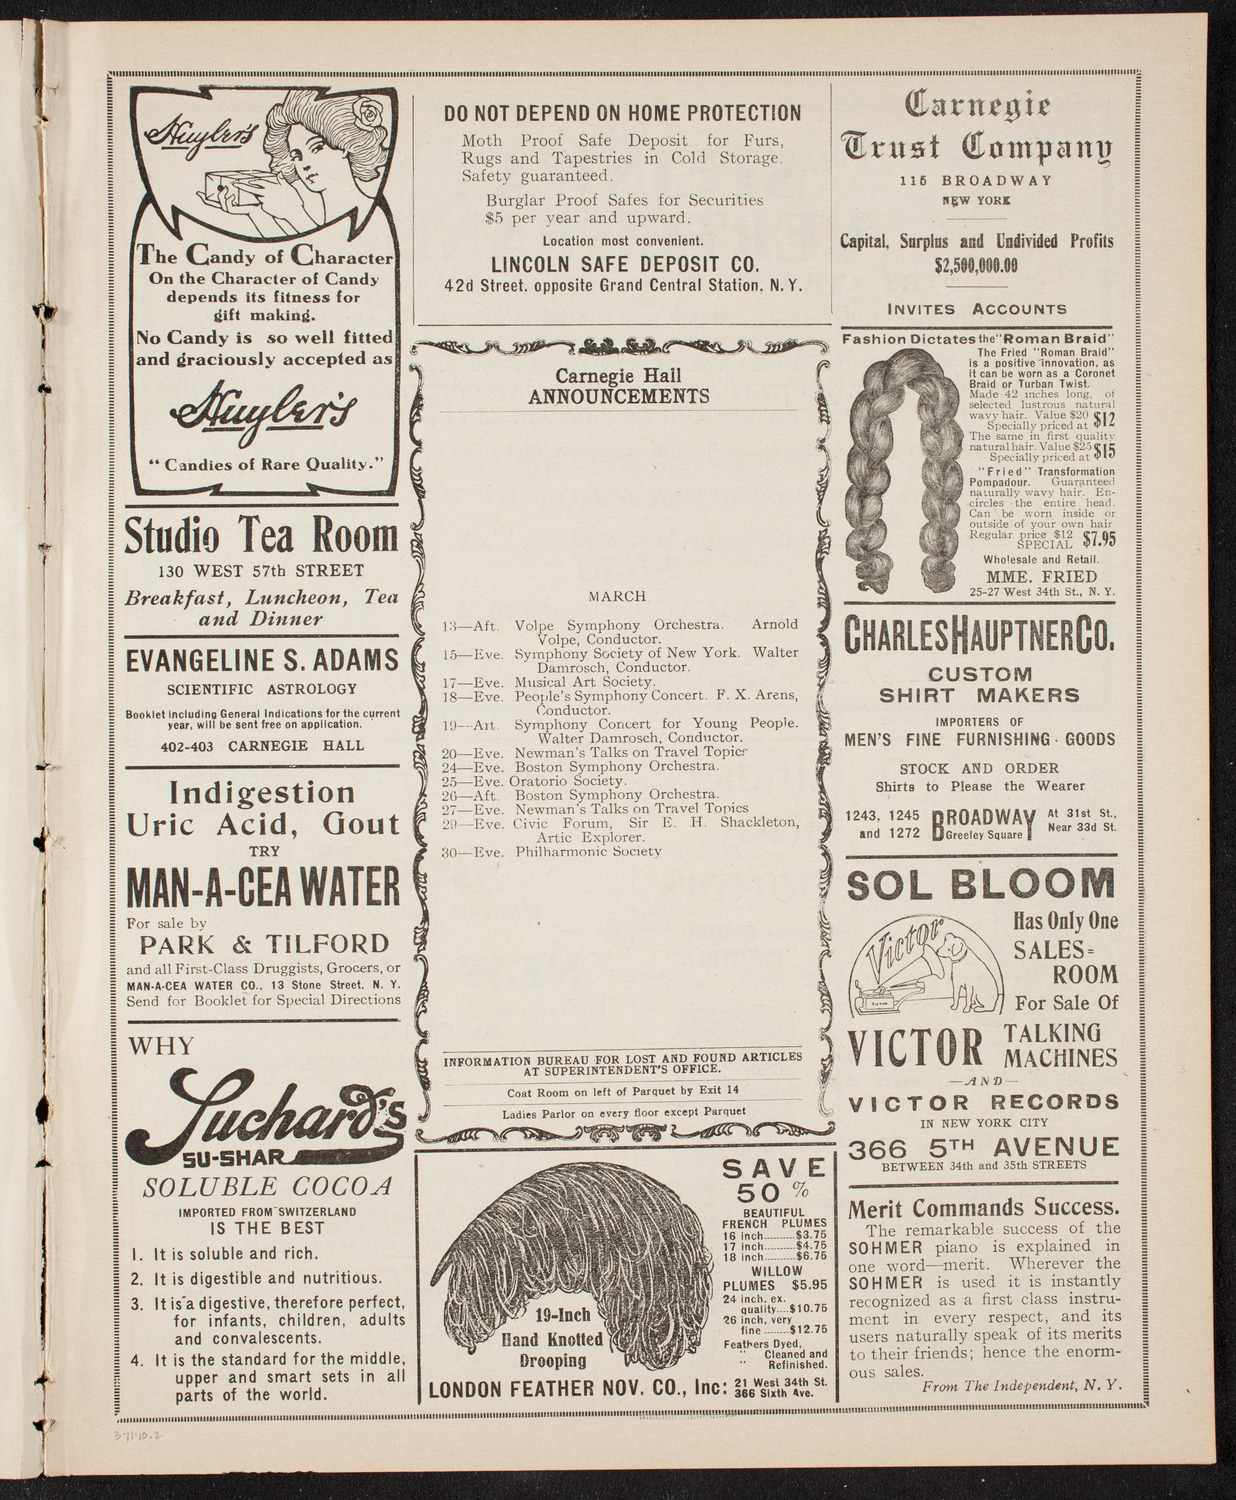 Huyler's
The Candy of Character
On the Character of Candy
depends its fitness for
gift making.
No Candy is so well fitted
and graciously accepted as
Huyler's
"Candies of Rare Quality."
Studio Tea Room
130 WEST 57th STREET
Breakfast, Luncheon, Tea
and Dinner
EVANGELINE S. ADAMS
SCIENTIFIC ASTROLOGY
Booklet including General Indications for the current
year, will be sent free on application.
402-403 CARNEGIE HALL
Indigestion
Uric Acid, Gout
TRY
MAN-A-CEA WATER
For sale by
PARK & TILFORD
and all First-Class Druggists, Grocers, or
MAN-A-CEA WATER CO., 13 Stone Street, N. Y.
Send for Booklet for Special Directions
WHY
Suchard's
SU-SHAR
SOLUBLE COCOA
IMPORTED FROM SWITZERLAND
IS THE BEST
1. It is soluble and rich.
2. It is digestible and nutritious.
3. It is a digestive, therefore perfect,
for infants, children, adults
and convalescents.
4. It is the standard for the middle,
upper and smart sets in all
parts of the world.
DO NOT DEPEND ON HOME PROTECTION
Moth Proof Safe Deposit for Furs,
Rugs and Tapestries in Cold Storage.
Safety guaranteed.
Burglar Proof Safes for Securities
$5 per year and upward.
Location most convenient.
LINCOLN SAFE DEPOSIT CO.
42d Street, opposite Grand Central Station, N. Y.
Carnegie Hall
ANNOUNCEMENTS
MARCH
13—Aft. Volpe Symphony Orchestra. Arnold
Volpe, Conductor.
15—Eve. Symphony Society of New York. Walter
Damrosch, Conductor.
17—Eve. Musical Art Society.
18—Eve. People's Symphony Concert. F. X. Arens,
Conductor.
19—Aft. Symphony Concert for Young People.
Walter Damrosch, Conductor.
20—Eve. Newman's Talks on Travel Topics
24—Eve. Boston Symphony Orchestra.
25—Eve. Oratorio Society.
26—Aft. Boston Symphony Orchestra.
27—Eve. Newman's Talks on Travel Topics
29—Eve. Civic Forum, Sir E. H. Shackleton,
Artic Explorer.
30—Eve. Philharmonic Society
INFORMATION BUREAU FOR LOST AND FOUND ARTICLES
AT SUPERINTENDENT'S OFFICE.
Coat Room on left of Parquet by Exit 14
Ladies Parlor on every floor except Parquet
19-Inch
Hand Knotted
Drooping
SAVE
50%
BEAUTIFUL
FRENCH PLUMES
16 inch..........$3.75
17 inch..........$4.75
18 inch..........$6.75
WILLOW
PLUMES $5.95
24 inch. ex.
quality....$10.75
26 inch, very
fine .......$12.75
Feathers Dyed,
" Cleaned and
" Refinished.
LONDON FEATHER NOV. CO., Inc: 21 West 34th St.
366 Sixth Ave.
Carnegie
Trust Company
115 BROADWAY
NEW YORK
Capital, Surplus and Undivided Profits
$2,500,000.00
INVITES ACCOUNTS
Fashion Dictates the "Roman Braid"
The Fried "Roman Braid"
is a positive innovation, as
it can be worn as a Coronet
Braid or Turban Twist.
Made 42 inches long, of
selected lustrous natural
wavy hair. Value $20
Specially priced at $12
The same in first quality
natural hair. Value $25
Specially priced at $15
"Fried" Transformation
Pompadour. Guaranteed
naturally wavy hair. En-
circles the entire head.
Can be worn inside or
outside of your own hair
Regular price $12
SPECIAL $7.95
Wholesale and Retail.
MME. FRIED
25-27 West 34th St., N. Y.
CHARLES HAUPTNER CO.
CUSTOM
SHIRT MAKERS
IMPORTERS OF
MEN'S FINE FURNISHING GOODS
STOCK AND ORDER
Shirts to Please the Wearer
1243, 1245
and 1272
BROADWAY
Greeley Square
At 31st St.,
Near 33d St.
SOL BLOOM
Victor
Has Only One
SALES-
ROOM
For Sale Of
VICTOR TALKING
MACHINES
—AND—
VICTOR RECORDS
IN NEW YORK CITY
366 5TH AVENUE
BETWEEN 34th and 35th STREETS
Merit Commands Success.
The remarkable success of the
SOHMER piano is explained in
one word—merit. Wherever the
SOHMER is used it is instantly
recognized as a first class instru-
ment in every respect, and its
users naturally speak of its merits
to their friends; hence the enorm-
ous sales.
From The Independent, N. Y.